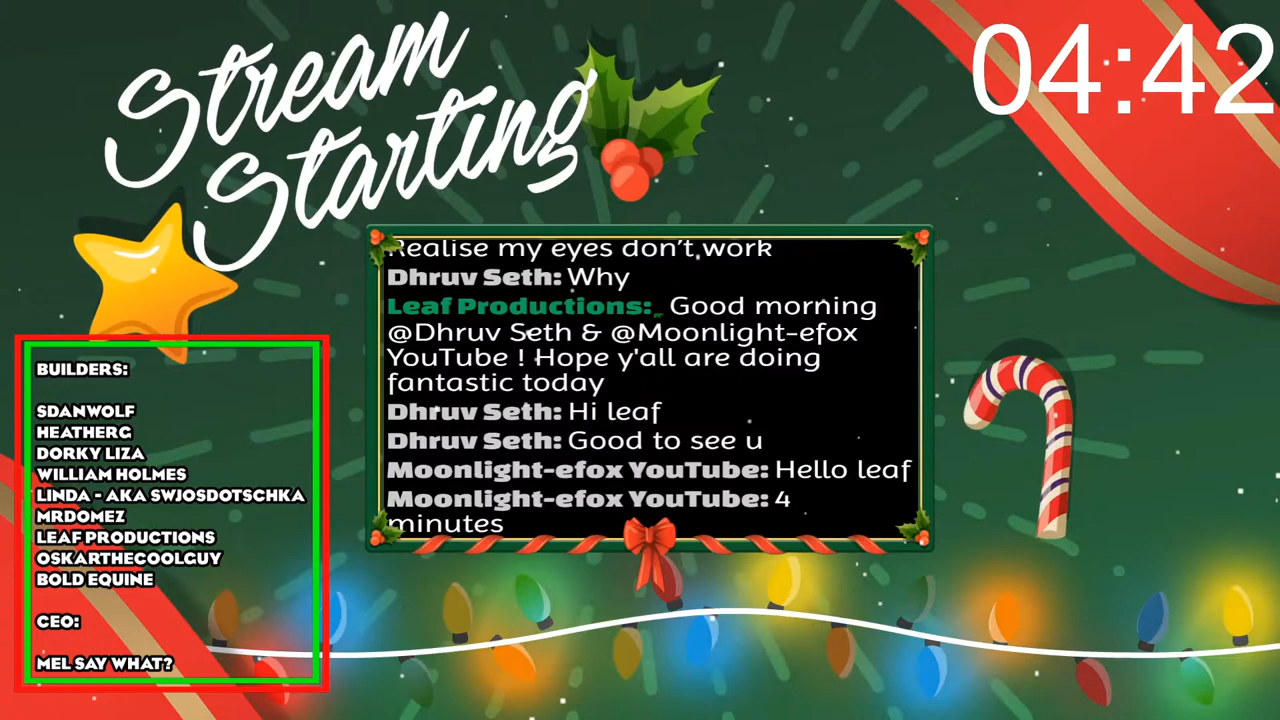 Stream
Starting
04:42
Realise my eyes don't work
Dhruv Seth: Why
Leaf Productions: Good morning
@Dhruv Seth & @Moonlight-efox
YouTube ! Hope y'all are doing
fantastic today
Dhruv Seth: Hi leaf
Dhruv Seth: Good to see u
Moonlight-efox YouTube: Hello leaf
Moonlight-efox YouTube: 4
minutes
BUILDERS:
SDANWOLF
HEATHERG
DORKY LIZA
WILLIAM HOLMES
LINDA - AKA SWJOSDOTSCHKA
MRDOMEZ
LEAF PRODUCTIONS
OSKARTHECOOLGUY
BOLD EQUINE
CEO:
MEL SAY WHAT?